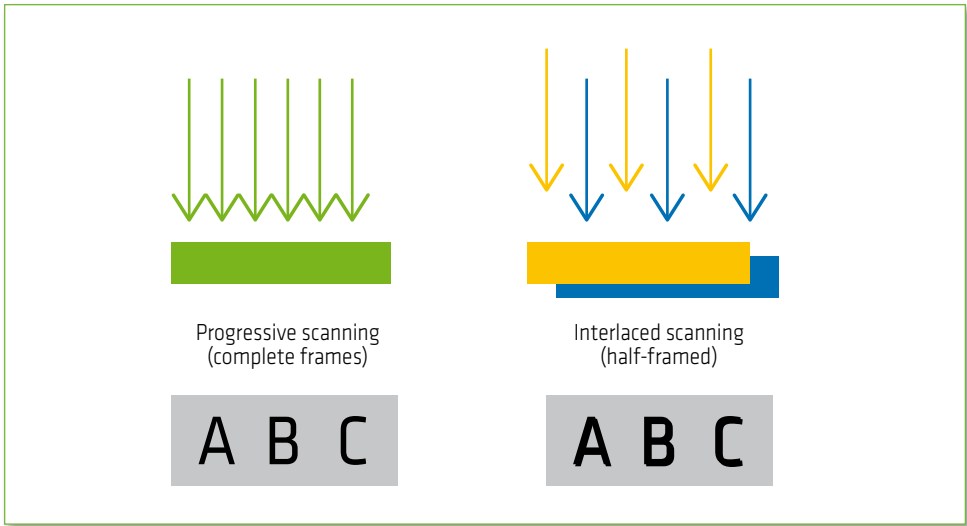 Progressive scanning
(complete frames)
Interlaced scanning
(half-framed)
A B C
A B C